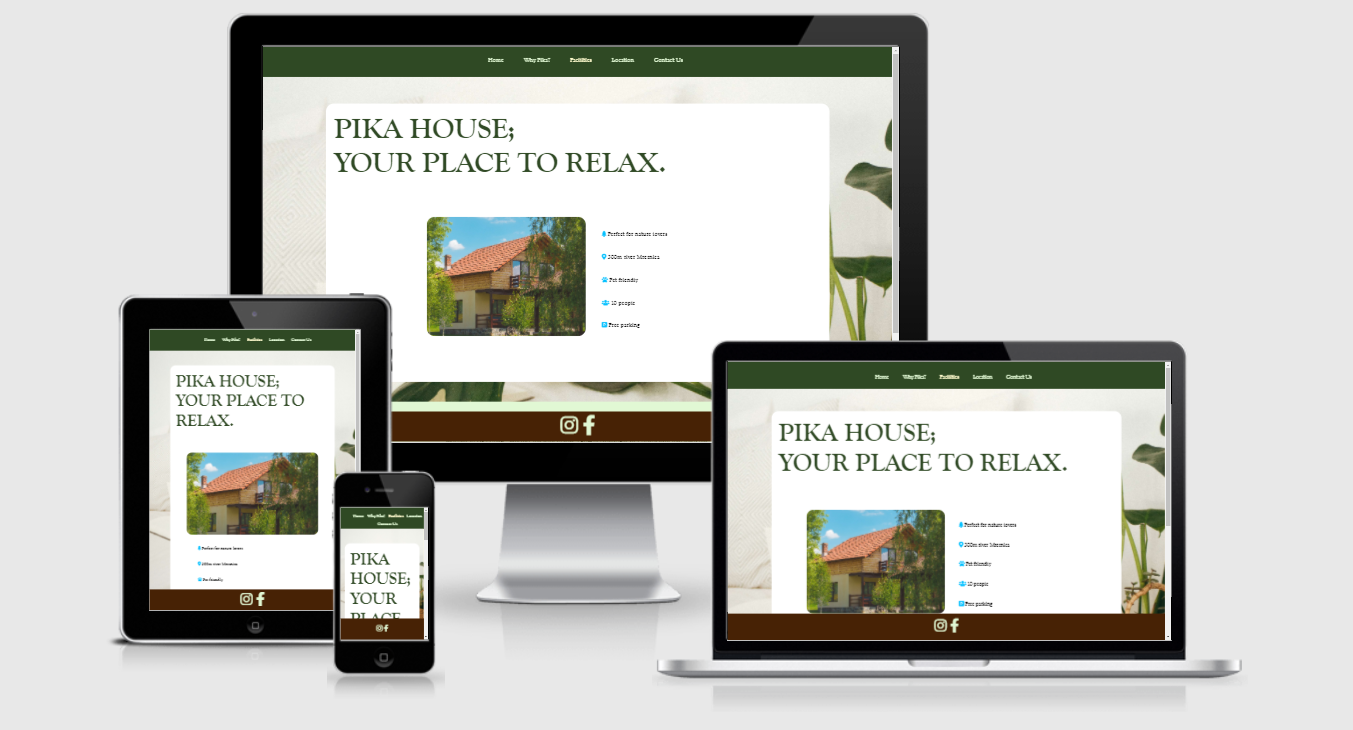 Home Why Pika? Facilities Location Contact Us
PIKA HOUSE;
YOUR PLACE TO RELAX.
Perfect for nature lovers
300m river Mreznica
Pet friendly
10 people
Free parking
Home Why Pika? Facilities Location Contact Us
PIKA HOUSE;
YOUR PLACE TO
RELAX.
Perfect for nature lovers
300m river Mreznica
Pet friendly
Home Why Pika? Facilities Location
Contact Us
PIKA
HOUSE;
YOUR
PLACE
Home Why Pika? Facilities Location Contact Us
PIKA HOUSE;
YOUR PLACE TO RELAX.
Perfect for nature lovers
300m river Mreznica
Pet friendly
10 people
Free parking